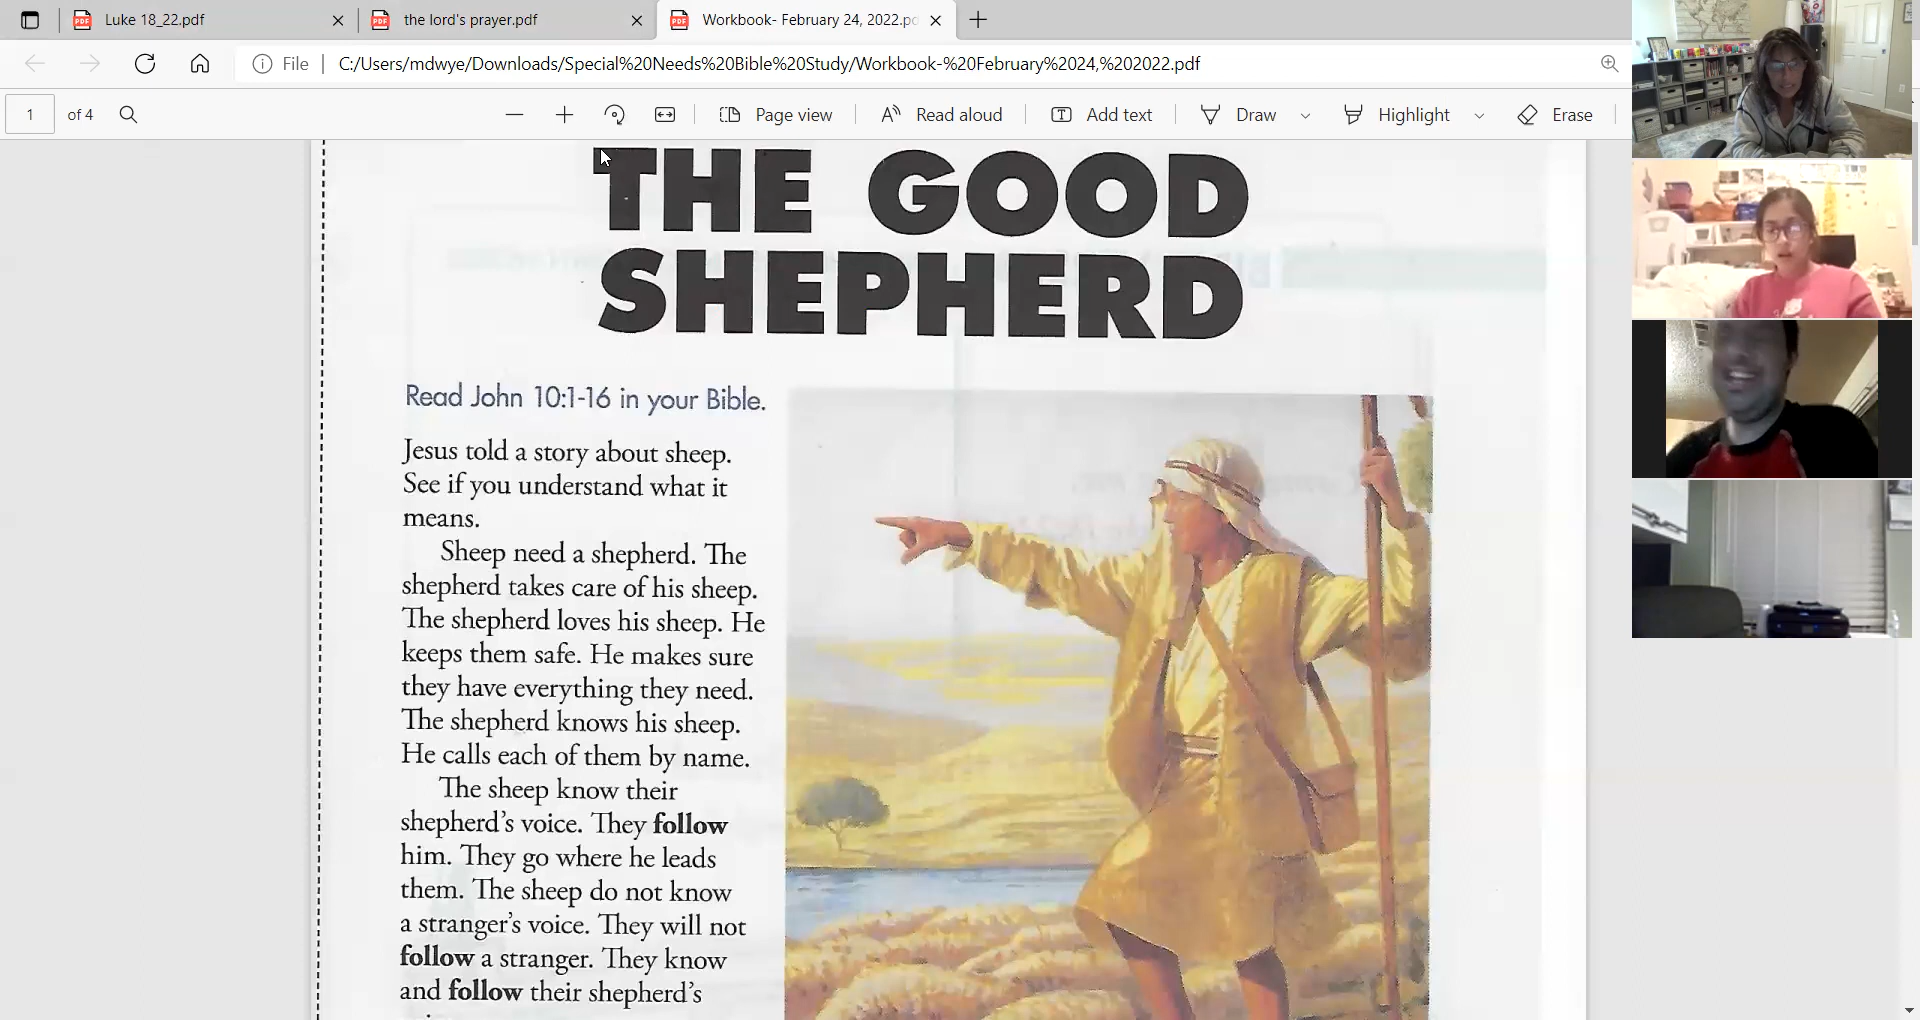 Luke 18_22.pdf
the lord's prayer.pdf
Workbook- February 24, 2022.pd
File
C:/Users/mdwye/Downloads/Special%20Needs%20Bible%20Study/Workbook-%20February%2024,%202022.pdf
1 of 4
Page view
Read aloud
Add text
Draw
Highlight
Erase
THE GOOD
SHEPHERD
Read John 10:1-16 in your Bible.
Jesus told a story about sheep.
See if you understand what it
means.
Sheep need a shepherd. The
shepherd takes care of his sheep.
The shepherd loves his sheep. He
keeps them safe. He makes sure
they have everything they need.
The shepherd knows his sheep.
He calls each of them by name.
The sheep know their
shepherd's voice. They follow
him. They go where he leads
them. The sheep do not know
a stranger's voice. They will not
follow a stranger. They know
and follow their shepherd's